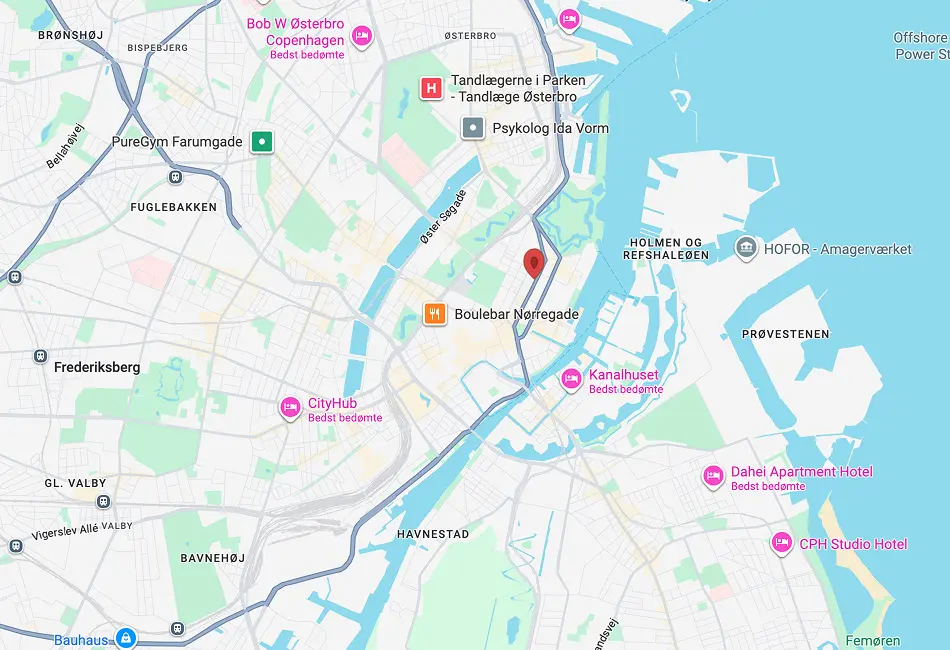 Bob W Østerbro
Copenhagen
Bedst bedømte
BRØNSHØJ
BISPEBJERG
ØSTERBRO
Offshore
Power St
H
Tandlægerne i Parken
- Tandlæge Østerbro
Psykolog Ida Vorm
PureGym Farumgade
Bellahøjvej
FUGLEBAKKEN
Øster Søgade
HOLMEN OG
REFSHALEØEN
HOFOR - Amagerværket
Boulebar Nørregade
PRØVESTENEN
Frederiksberg
Kanalhuset
Bedst bedømte
CityHub
Bedst bedømte
Dahei Apartment Hotel
Bedst bedømte
GL. VALBY
Vigerslev Allé
VALBY
HAVNESTAD
CPH Studio Hotel
BAVNEHØJ
Bauhaus
andsvej
Femøren